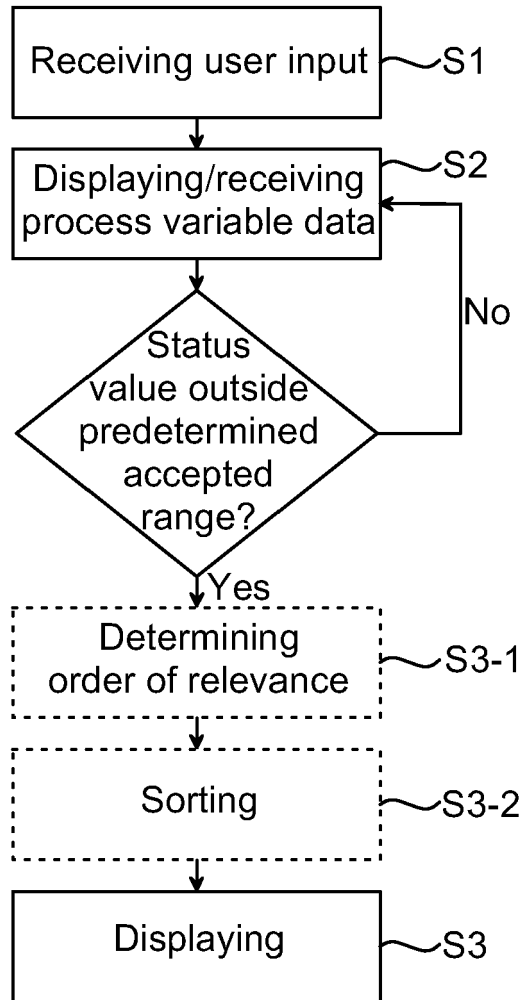 Receiving user input
S1
Displaying/receiving
process variable data
S2
No
Status
value outside
predetermined
accepted
range?
Yes
Determining
order of relevance
S3-1
Sorting
S3-2
Displaying
S3